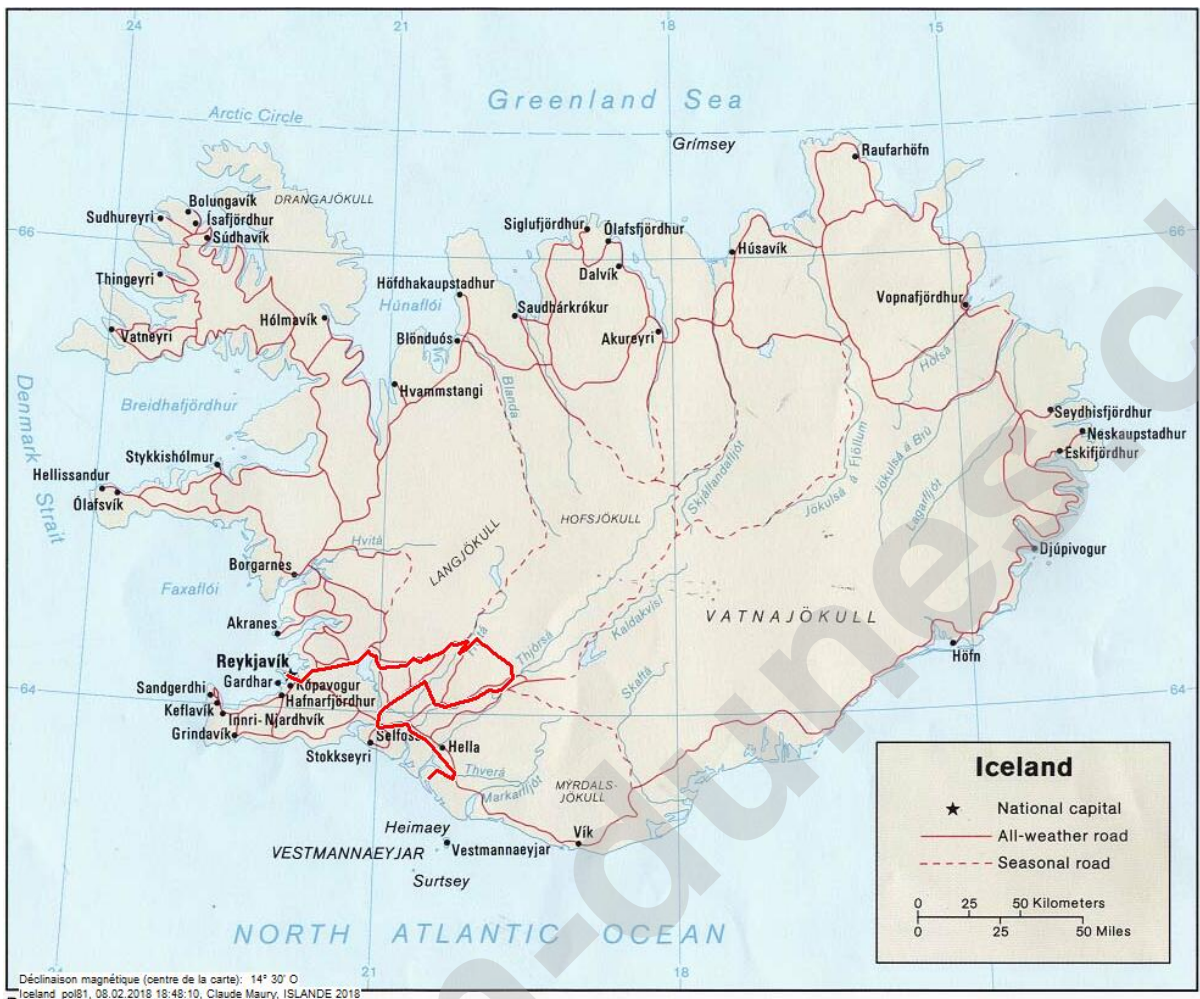 24
21
18
15
Greenland Sea
Arctic Circle
Grímsey
Raufarhöfn
Bolungavík
DRANGAJÖKULL
Sudhureyri
Ísafjördhur
Súdhavík
Siglufjördhur
Ólafsfjördhur
66
66
Húsavík
Dalvík
Thingeyri
Höfdhakaupstadhur
Húnaflói
Saudhárkrókur
Vopnafjördhur
Hólmavík
Vatneyri
Blönduós
Akureyri
Hofsá
Hvammstangi
Blanda
Denmark Strait
Breidhafjördhur
Seydhisfjördhur
Neskaupstadhur
Eskifjördhur
Stykkishólmur
Skjálfandafljót
Jökulsá á Fjöllum
Jökulsá á Brú
Lagarfljót
Hellissandur
Ólafsvík
HOFSJÖKULL
LANGJÖKULL
Hvítá
Djúpivogur
Borgarnes
Faxaflói
Kaldakvísl
VATNAJÖKULL
Akranes
Thjórsá
Höfn
Reykjavík
Gardhar
Kópavogur
Skaftá
Sandgerdhi
64
64
Hafnarfjördhur
Keflavík
Innri-Njardhvík
Grindavík
Selfoss
Hella
Stokkseyri
Thverá
Markarfljót
MÝRDALS-
JÖKULL
Iceland
National capital
All-weather road
Seasonal road
Heimaey
Vík
VESTMANNAEYJAR
Vestmannaeyjar
Surtsey
0 25 50 Kilometers
0 25 50 Miles
NORTH ATLANTIC OCEAN
21
18
Déclinaison magnétique (centre de la carte): 14° 30' O
Iceland_pol81, 08.02.2018 18:48:10, Claude Maury, ISLANDE 2018